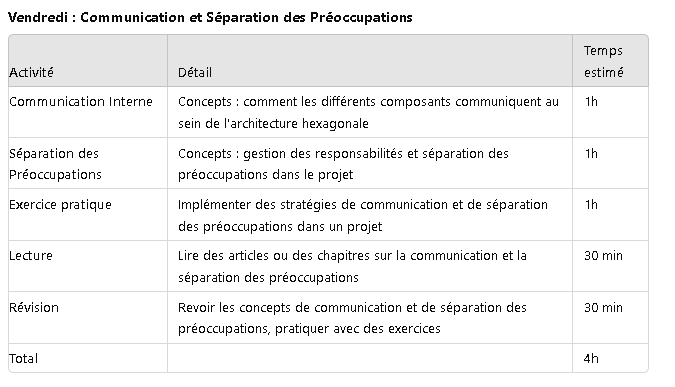 Vendredi : Communication et Séparation des Préoccupations
Activité Détail Temps estimé
Communication Interne Concepts : comment les différents composants communiquent au
sein de l'architecture hexagonale 1h
Séparation des
Préoccupations Concepts : gestion des responsabilités et séparation des
préoccupations dans le projet 1h
Exercice pratique Implémenter des stratégies de communication et de séparation
des préoccupations dans un projet 1h
Lecture Lire des articles ou des chapitres sur la communication et la
séparation des préoccupations 30 min
Révision Revoir les concepts de communication et de séparation des
préoccupations, pratiquer avec des exercices 30 min
Total 4h